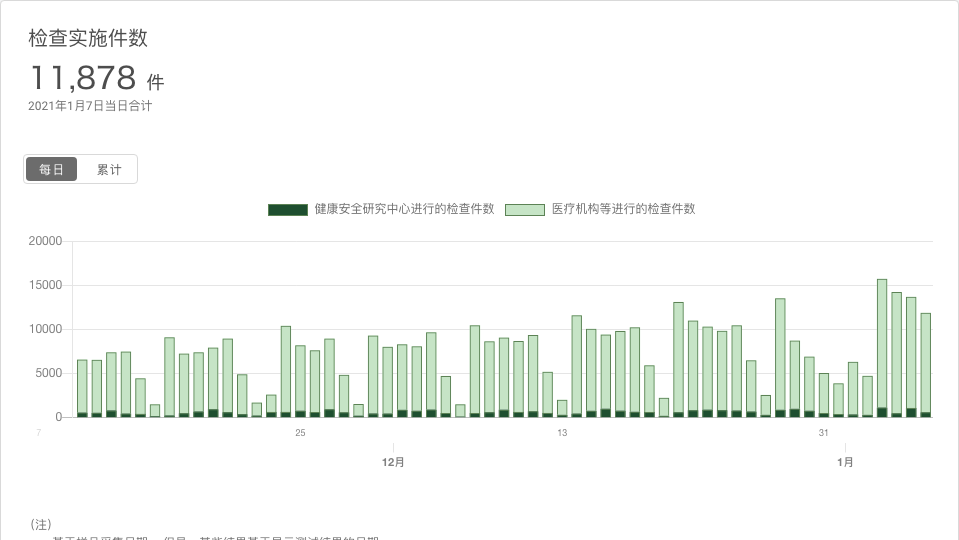 检查实施件数
11,878 件
2021年1月7日当日合计
每日 累计
健康安全研究中心进行的检查件数 医疗机构等进行的检查件数
20000
15000
10000
5000
0
7 25 13 31
12月 1月
(注)